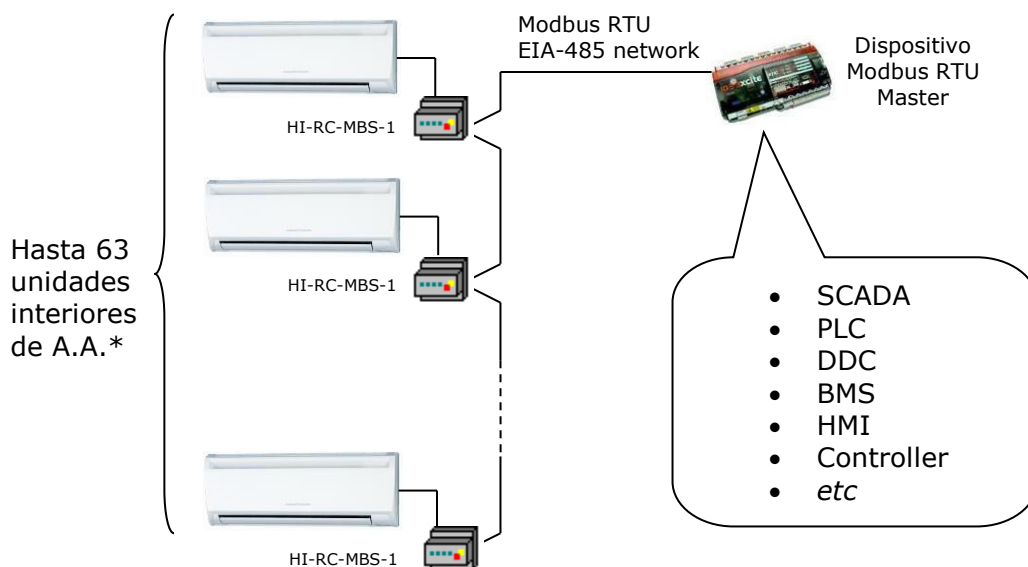 Modbus RTU
EIA-485 network
Dispositivo
Modbus RTU
Master
HI-RC-MBS-1
HI-RC-MBS-1
Hasta 63
unidades
interiores
de A.A.*
• SCADA
• PLC
• DDC
• BMS
• HMI
• Controller
• etc
HI-RC-MBS-1